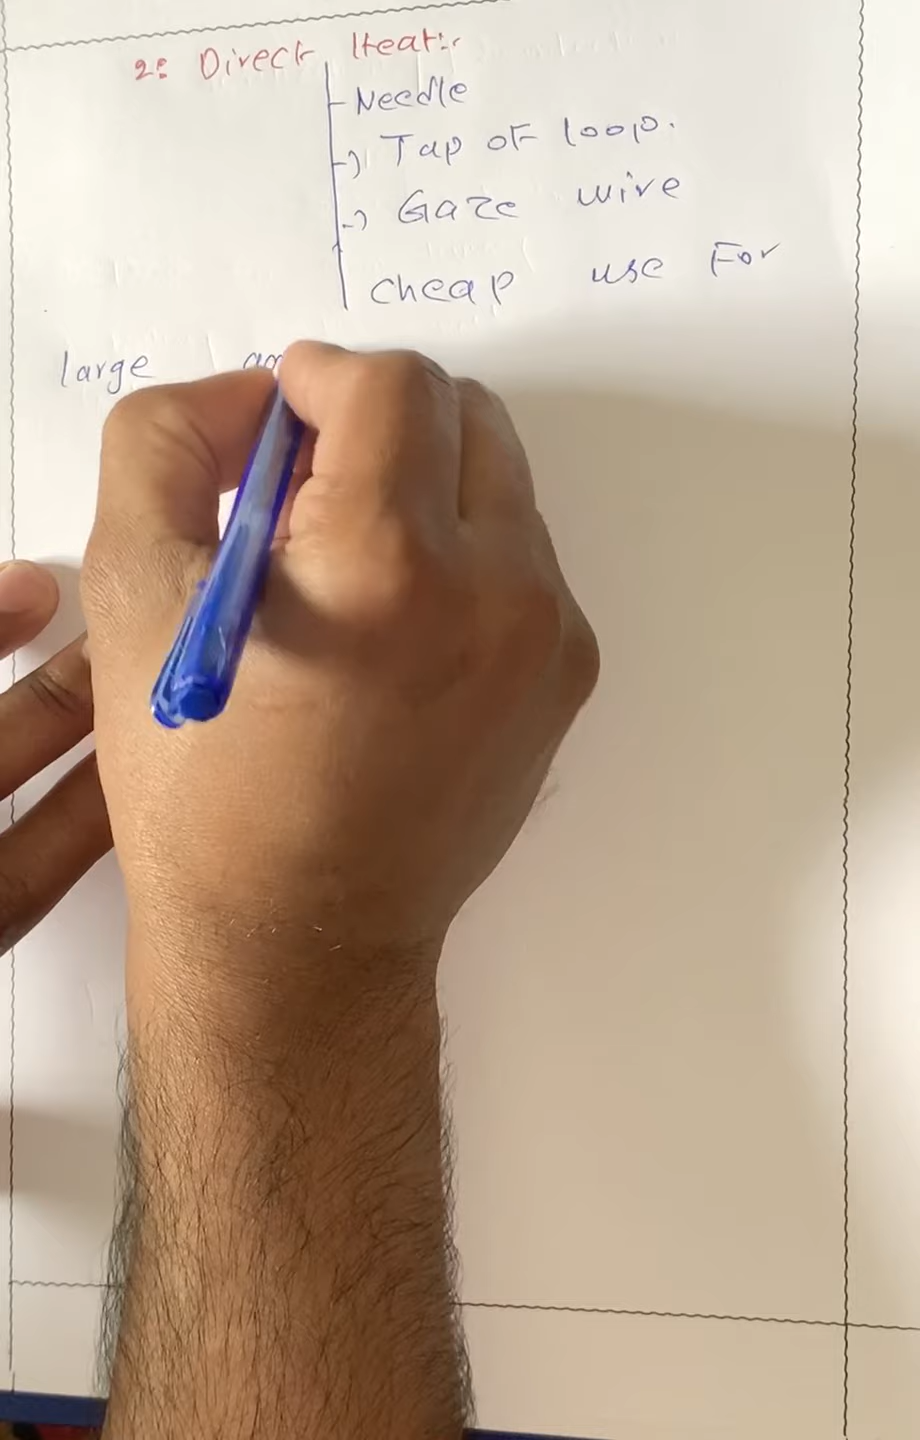 2: Direct Heat:
Needle
Tap of loop.
Gaze wire
Cheap use For
large